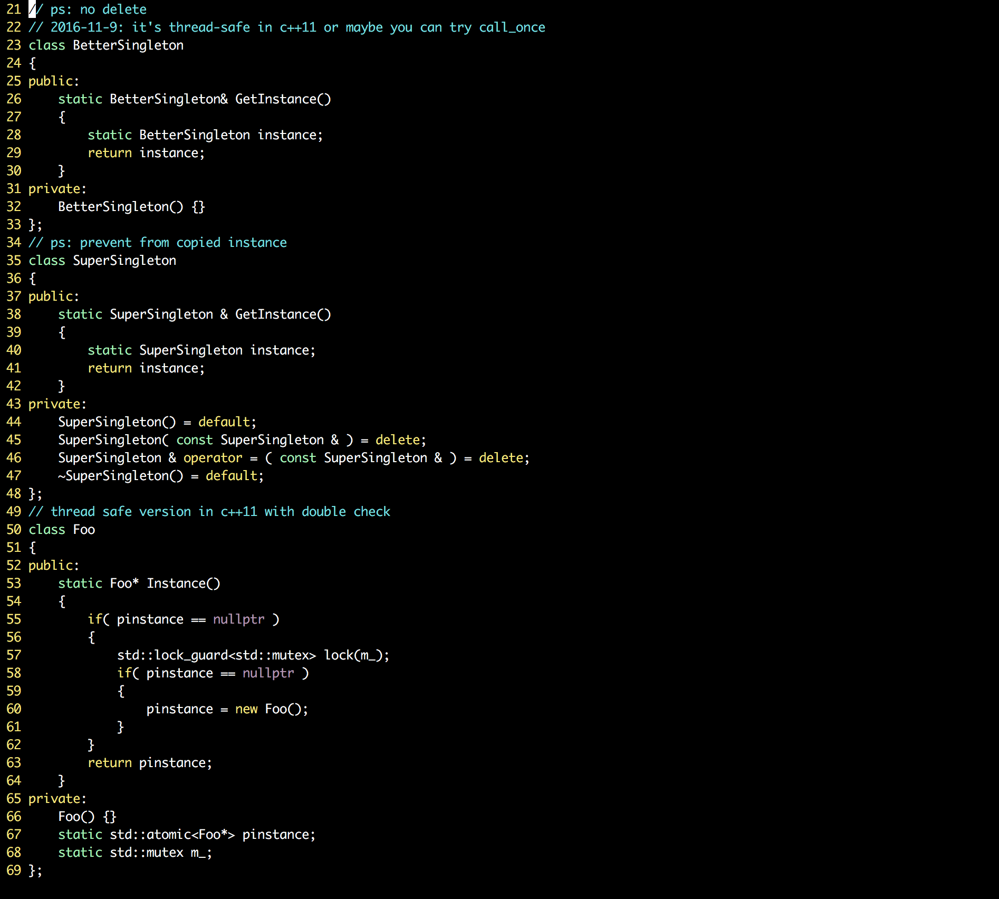 21 // ps: no delete
22 // 2016-11-9: it's thread-safe in c++11 or maybe you can try call_once
23 class BetterSingleton
24 {
25 public:
26     static BetterSingleton& GetInstance()
27     {
28         static BetterSingleton instance;
29         return instance;
30     }
31 private:
32     BetterSingleton() {}
33 };
34 // ps: prevent from copied instance
35 class SuperSingleton
36 {
37 public:
38     static SuperSingleton & GetInstance()
39     {
40         static SuperSingleton instance;
41         return instance;
42     }
43 private:
44     SuperSingleton() = default;
45     SuperSingleton( const SuperSingleton & ) = delete;
46     SuperSingleton & operator = ( const SuperSingleton & ) = delete;
47     ~SuperSingleton() = default;
48 };
49 // thread safe version in c++11 with double check
50 class Foo
51 {
52 public:
53     static Foo* Instance()
54     {
55         if( pinstance == nullptr )
56         {
57             std::lock_guard<std::mutex> lock(m_);
58             if( pinstance == nullptr )
59             {
60                 pinstance = new Foo();
61             }
62         }
63         return pinstance;
64     }
65 private:
66     Foo() {}
67     static std::atomic<Foo*> pinstance;
68     static std::mutex m_;
69 };